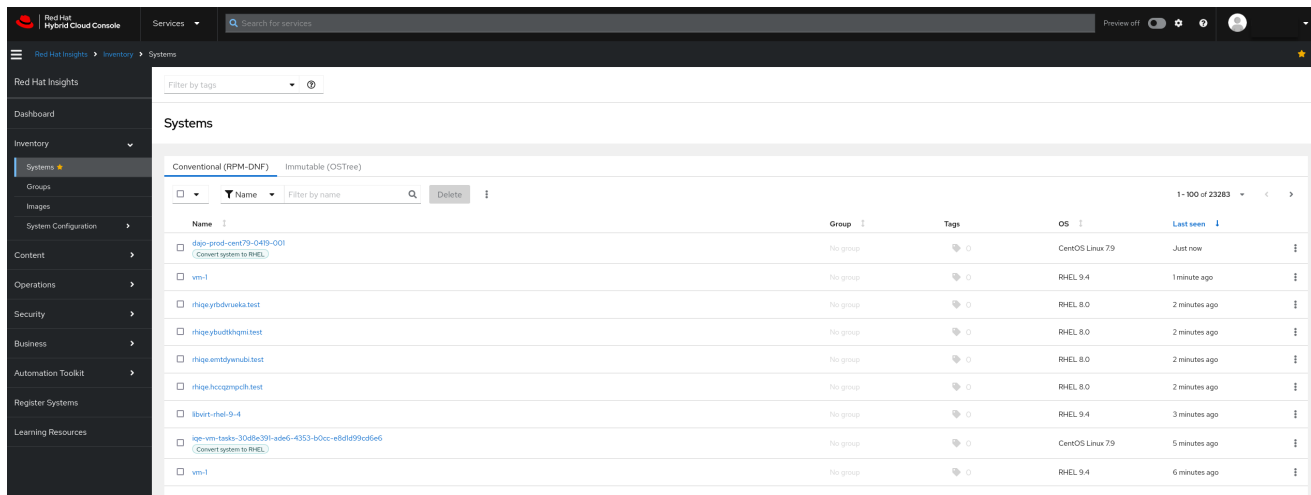 Red Hat
Hybrid Cloud Console
Services
Search for services
Preview off
Red Hat Insights > Inventory > Systems
Red Hat Insights
Dashboard
Inventory
Systems
Groups
Images
System Configuration
Content
Operations
Security
Business
Automation Toolkit
Register Systems
Learning Resources
Filter by tags
Systems
Conventional (RPM-DNF) Immutable (OSTree)
Name Filter by name Delete 1 - 100 of 23283
Name Group Tags OS Last seen
dajo-prod-cent79-0419-001 No group 0 CentOS Linux 7.9 Just now
Convert system to RHEL
vm-1 No group 0 RHEL 9.4 1 minute ago
rhiqe.yrbdvrueka.test No group 0 RHEL 8.0 2 minutes ago
rhiqe.ybudtkhqmi.test No group 0 RHEL 8.0 2 minutes ago
rhiqe.emtdywnubi.test No group 0 RHEL 8.0 2 minutes ago
rhiqe.hccqzmpclh.test No group 0 RHEL 8.0 2 minutes ago
libvirt-rhel-9-4 No group 0 RHEL 9.4 3 minutes ago
iqe-vm-tasks-30d8e391-ade6-4353-b0cc-e8d1d99cd6e6 No group 0 CentOS Linux 7.9 5 minutes ago
Convert system to RHEL
vm-1 No group 0 RHEL 9.4 6 minutes ago